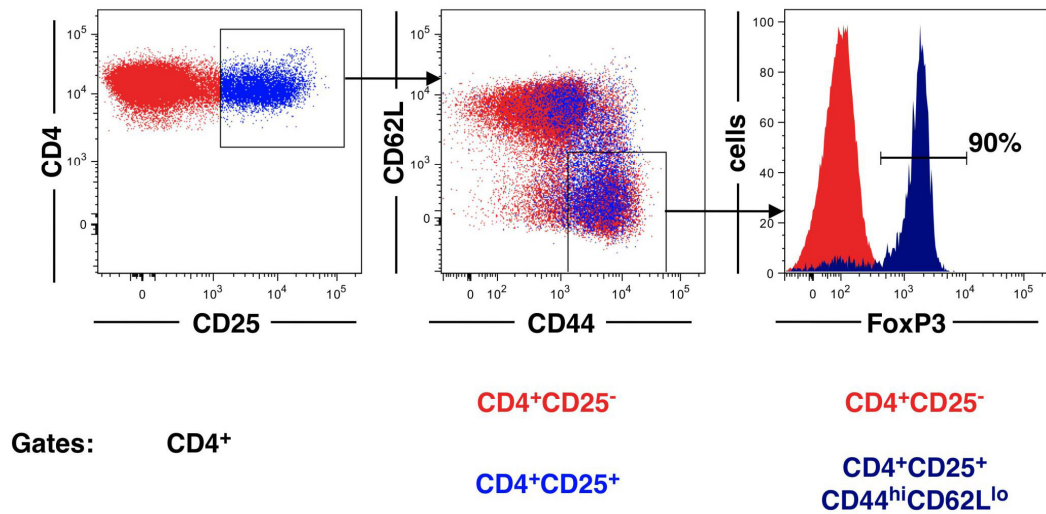 CD4
10⁵
10⁴
10³
0
0
10³
10⁴
10⁵
CD25
CD62L
10⁵
10⁴
10³
0
0
10²
10³
10⁴
10⁵
CD44
cells
100
80
60
40
20
0
90%
0
10²
10³
10⁴
10⁵
FoxP3
CD4⁺CD25⁻
CD4⁺CD25⁻
Gates: CD4⁺
CD4⁺CD25⁺
CD4⁺CD25⁺
CD44ʰⁱCD62Lˡᵒ